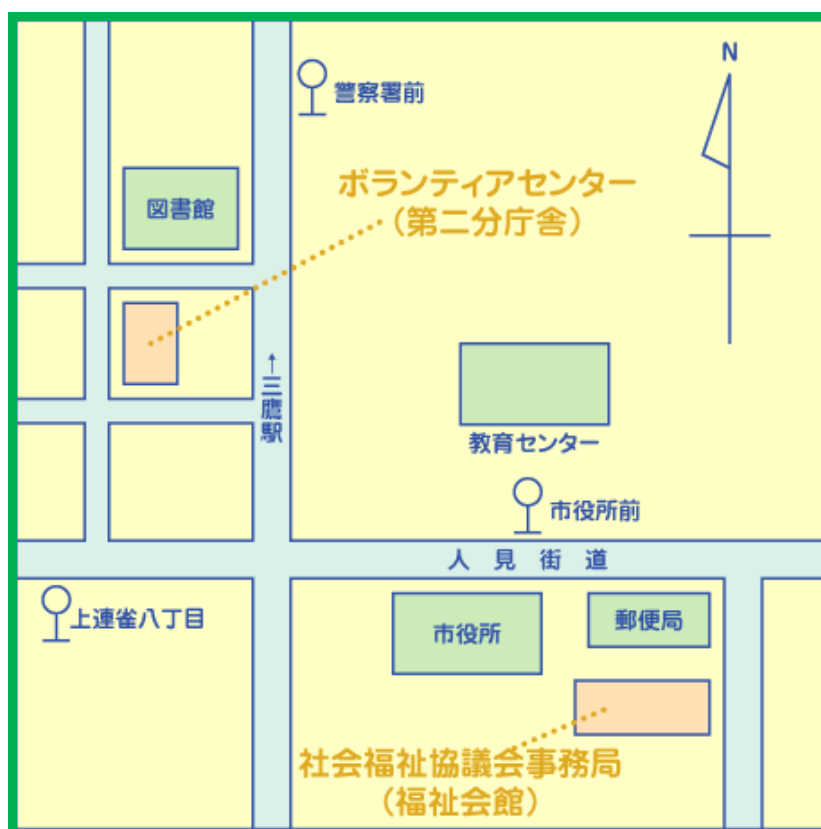 N
警察署前
ボランティアセンター
（第二分庁舎）
図書館
↑三鷹駅
教育センター
市役所前
人見街道
上連雀八丁目
市役所
郵便局
社会福祉協議会事務局
（福祉会館）